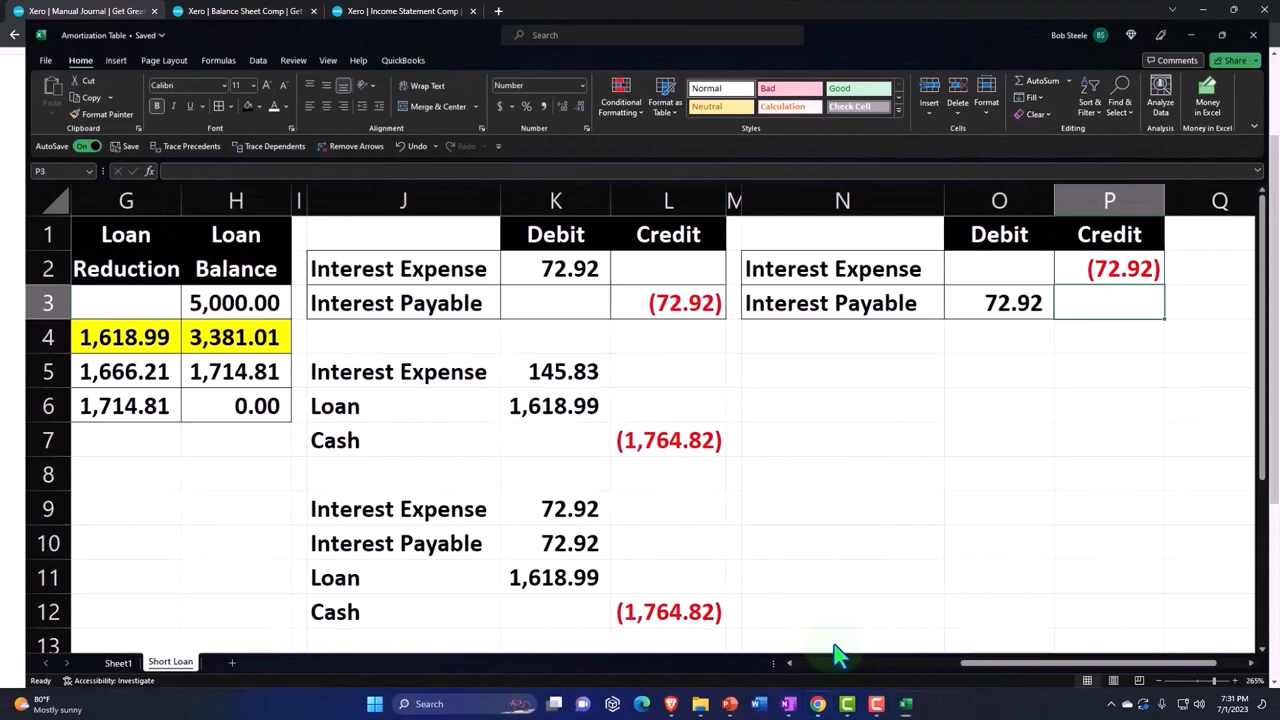 Xero | Manual Journal | Get Grea
Xero | Balance Sheet Comp | Get
Xero | Income Statement Comp |
Amortization Table • Saved
Search
Bob Steele
BS
File Home Insert Page Layout Formulas Data Review View Help QuickBooks
Comments
Share
Paste
Cut
Copy
Format Painter
Clipboard
Calibri
11
Font
Wrap Text
Merge & Center
Alignment
Number
Number
Conditional Formatting
Format as Table
Normal
Bad
Good
Neutral
Calculation
Check Cell
Styles
Insert
Delete
Format
Cells
AutoSum
Fill
Clear
Sort & Filter
Find & Select
Editing
Analyze Data
Analysis
Money in Excel
Money in Excel
AutoSave On Save Trace Precedents Trace Dependents Remove Arrows Undo Redo
P3
G H I J K L M N O P Q
1 Loan Loan Debit Credit Debit Credit
2 Reduction Balance Interest Expense 72.92 Interest Expense (72.92)
3 5,000.00 Interest Payable (72.92) Interest Payable 72.92
4 1,618.99 3,381.01
5 1,666.21 1,714.81 Interest Expense 145.83
6 1,714.81 0.00 Loan 1,618.99
7 Cash (1,764.82)
8
9 Interest Expense 72.92
10 Interest Payable 72.92
11 Loan 1,618.99
12 Cash (1,764.82)
13
Sheet1 Short Loan
Ready Accessibility: Investigate 265%
80°F
Mostly sunny
Search
7:31 PM
7/1/2023